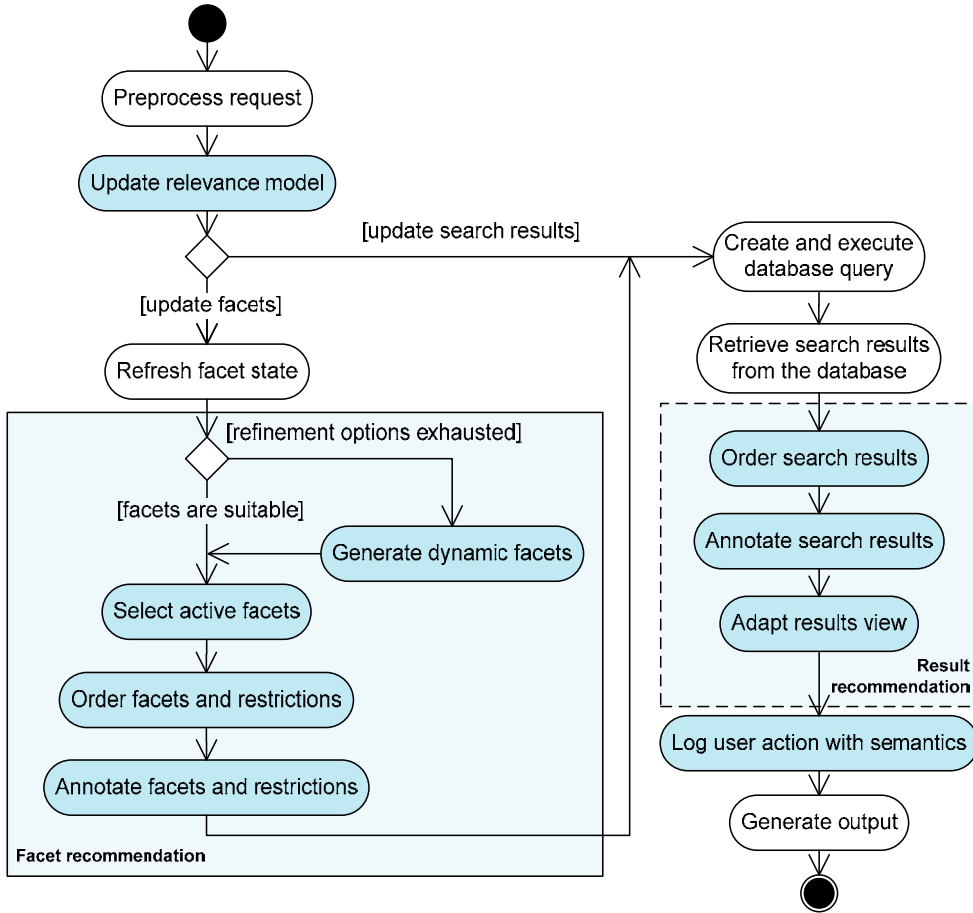 Preprocess request
Update relevance model
[update search results]
[update facets]
Refresh facet state
[refinement options exhausted]
[facets are suitable]
Generate dynamic facets
Select active facets
Order facets and restrictions
Annotate facets and restrictions
Facet recommendation
Create and execute
database query
Retrieve search results
from the database
Order search results
Annotate search results
Adapt results view
Result
recommendation
Log user action with semantics
Generate output